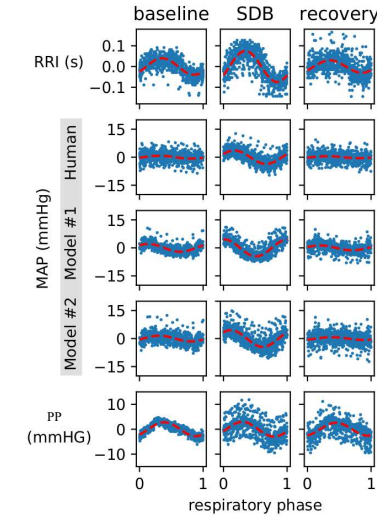 baseline SDB recovery
RRI (s)
0.1
0.0
−0.1
MAP (mmHg)
Human
15
0
−15
Model #1
15
0
−15
Model #2
15
0
−15
PP
(mmHG)
10
0
−10
0 1 0 1 0 1
respiratory phase